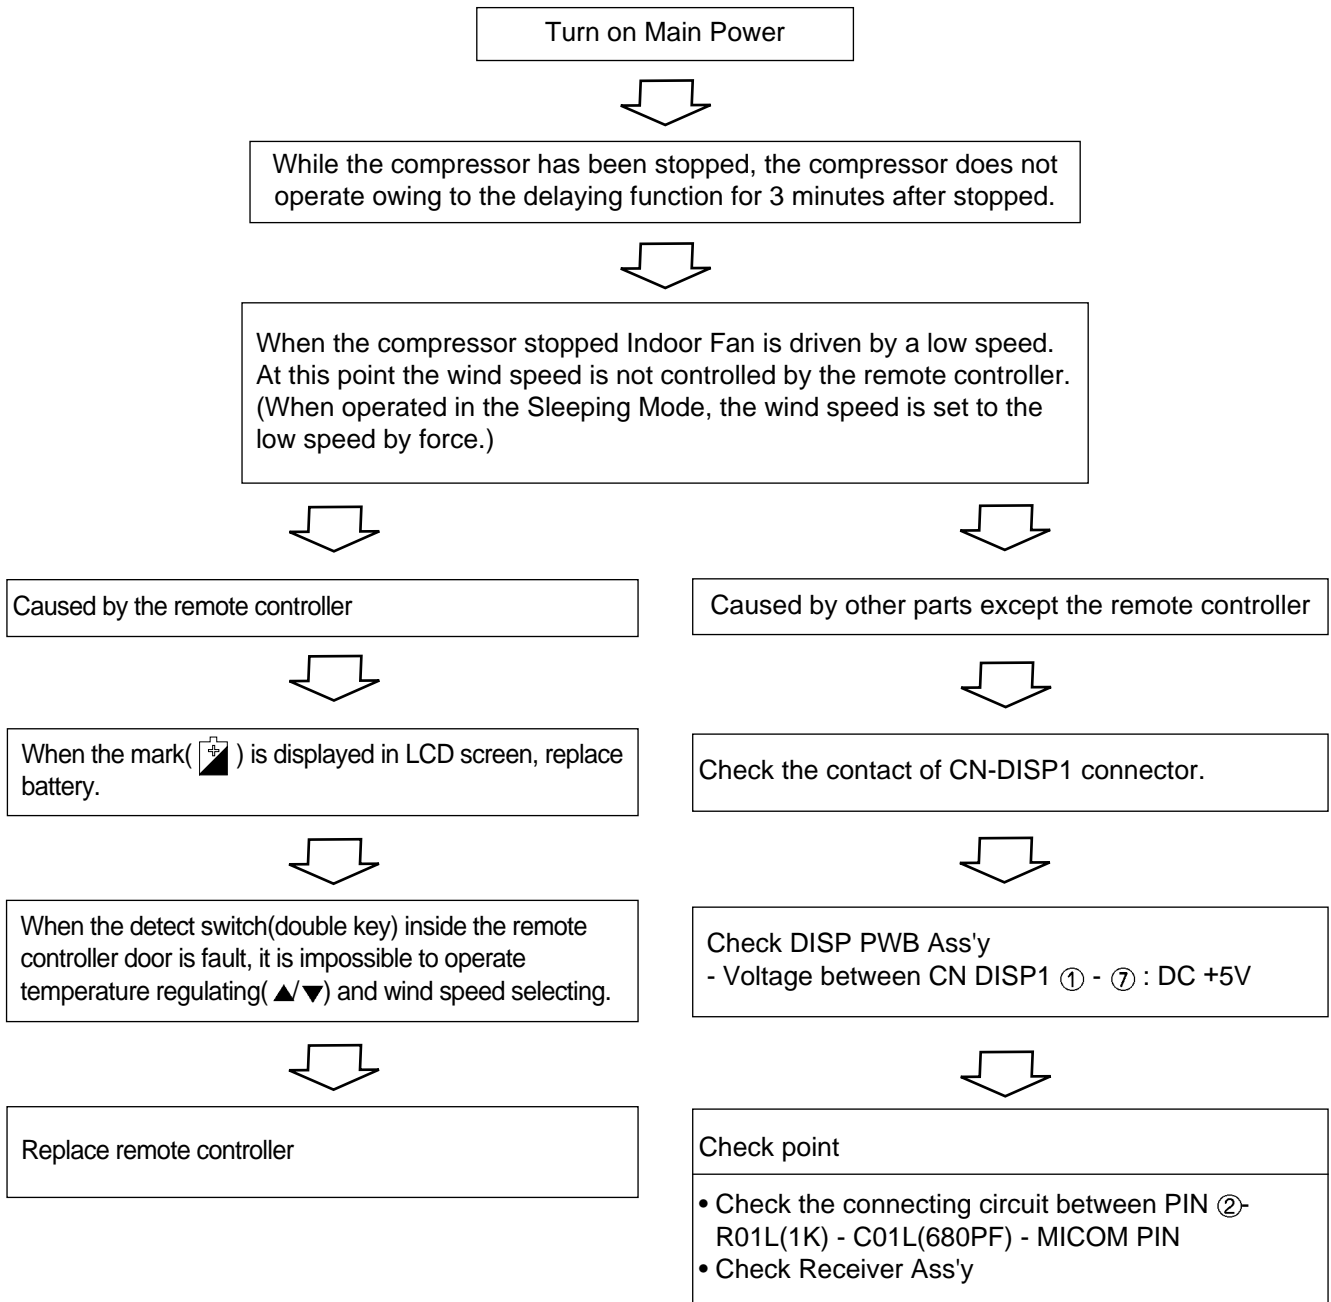 Turn on Main Power
While the compressor has been stopped, the compressor does not
operate owing to the delaying function for 3 minutes after stopped.
When the compressor stopped Indoor Fan is driven by a low speed.
At this point the wind speed is not controlled by the remote controller.
(When operated in the Sleeping Mode, the wind speed is set to the
low speed by force.)
Caused by the remote controller
When the mark( ) is displayed in LCD screen, replace
battery.
When the detect switch(double key) inside the remote
controller door is fault, it is impossible to operate
temperature regulating( ▲/▼) and wind speed selecting.
Replace remote controller
Caused by other parts except the remote controller
Check the contact of CN-DISP1 connector.
Check DISP PWB Ass'y
- Voltage between CN DISP1 ① - ⑦ : DC +5V
Check point
• Check the connecting circuit between PIN ②-
R01L(1K) - C01L(680PF) - MICOM PIN
• Check Receiver Ass'y